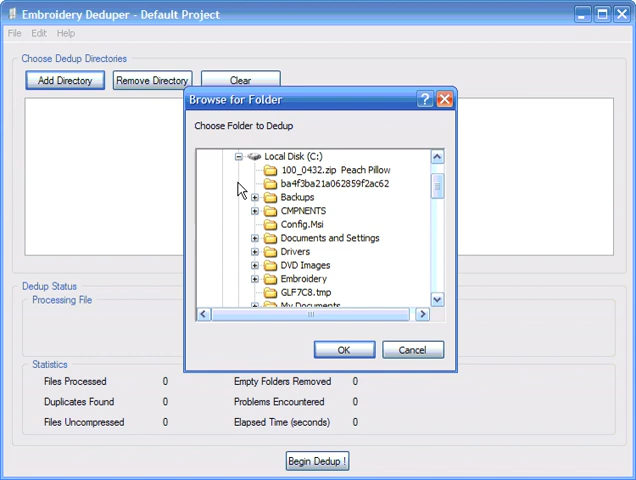 Embroidery Deduper - Default Project
File Edit Help
Choose Dedup Directories
Add Directory Remove Directory Clear
Browse for Folder
Choose Folder to Dedup
Local Disk (C:)
100_0432.zip Peach Pillow
ba4f3ba21a062859f2ac62
Backups
CMPNENTS
Config.Msi
Documents and Settings
Drivers
DVD Images
Embroidery
GLF7C8.tmp
My Documents
OK Cancel
Dedup Status
Processing File
Statistics
Files Processed 0 Empty Folders Removed 0
Duplicates Found 0 Problems Encountered 0
Files Uncompressed 0 Elapsed Time (seconds) 0
Begin Dedup !